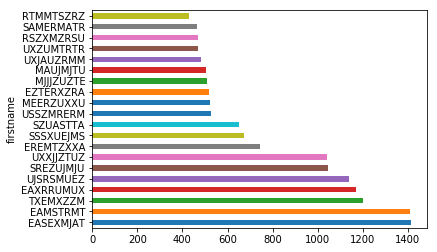 RTMMTSZRZ
SAMERMATR
RSZXMZRSU
UXZUMTRTR
UXJAUZRMM
MAUJMJTU
MJJJZUZTE
EZTERXZRA
MEERZUXXU
USSZMRERM
SZUASTTA
SSSXUEJMS
EREMTZXXA
UXXJJZTUZ
SREZUJMJU
UJSRSMUEZ
EAXRRUMUX
TXEMXZZM
EAMSTRMT
EASEXMJAT
firstname
0 200 400 600 800 1000 1200 1400